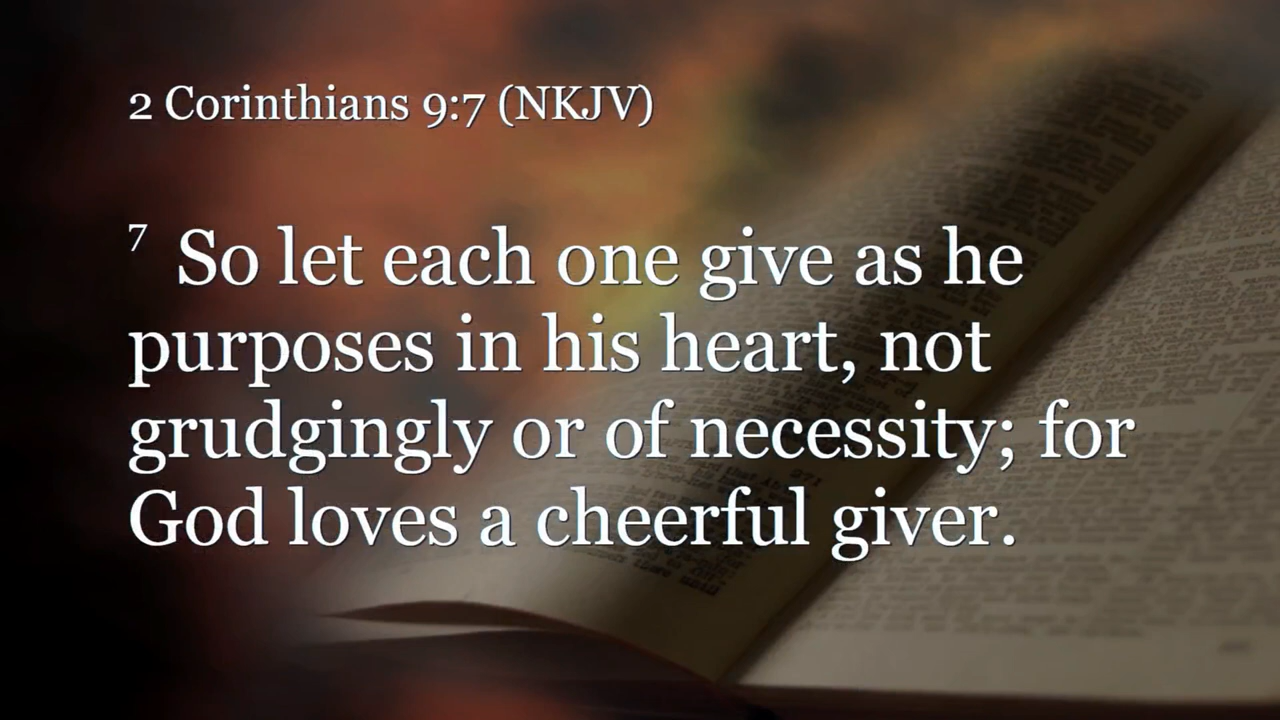 2 Corinthians 9:7 (NKJV)
7 So let each one give as he
purposes in his heart, not
grudgingly or of necessity; for
God loves a cheerful giver.